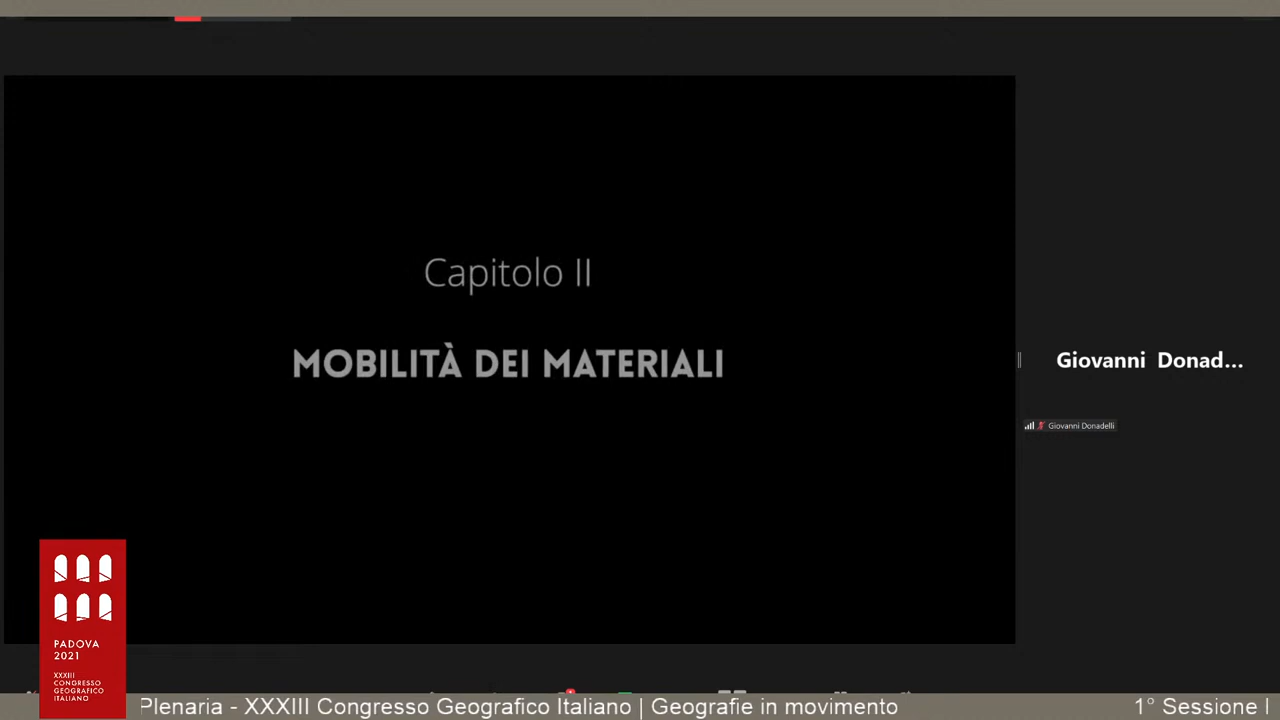 Capitolo II
MOBILITÀ DEI MATERIALI
Giovanni Donad...
Giovanni Donadelli
PADOVA
2021
XXXIII
CONGRESSO
GEOGRAFICO
ITALIANO
Plenaria - XXXIII Congresso Geografico Italiano | Geografie in movimento
1° Sessione